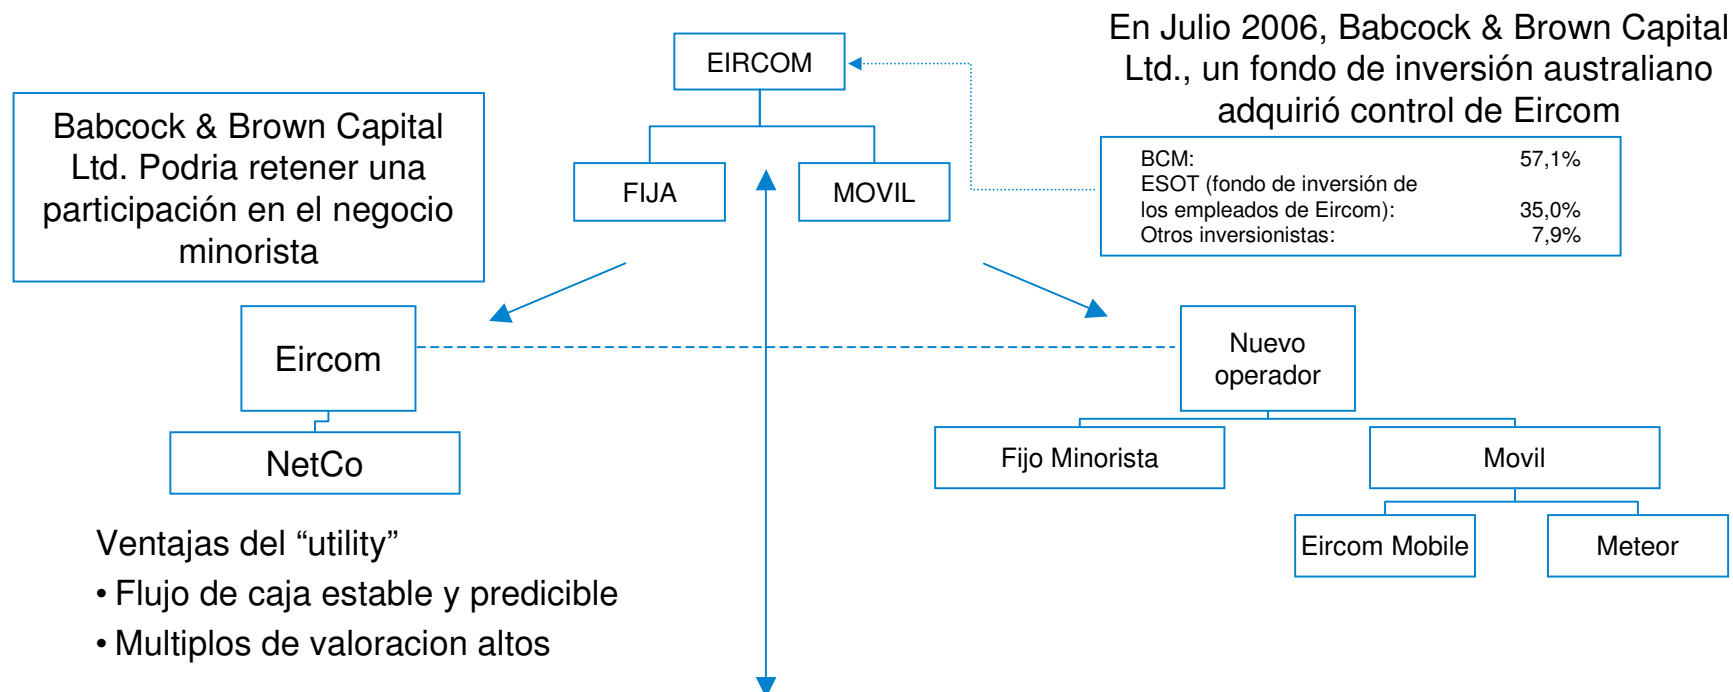 En Julio 2006, Babcock & Brown Capital
Ltd., un fondo de inversión australiano
adquirió control de Eircom
EIRCOM
FIJA
MOVIL
Babcock & Brown Capital
Ltd. Podria retener una
participación en el negocio
minorista
BCM: 57,1%
ESOT (fondo de inversión de
los empleados de Eircom): 35,0%
Otros inversionistas: 7,9%
Eircom
NetCo
Nuevo
operador
Fijo Minorista
Movil
Eircom Mobile
Meteor
Ventajas del “utility”
• Flujo de caja estable y predicible
• Multiplos de valoracion altos